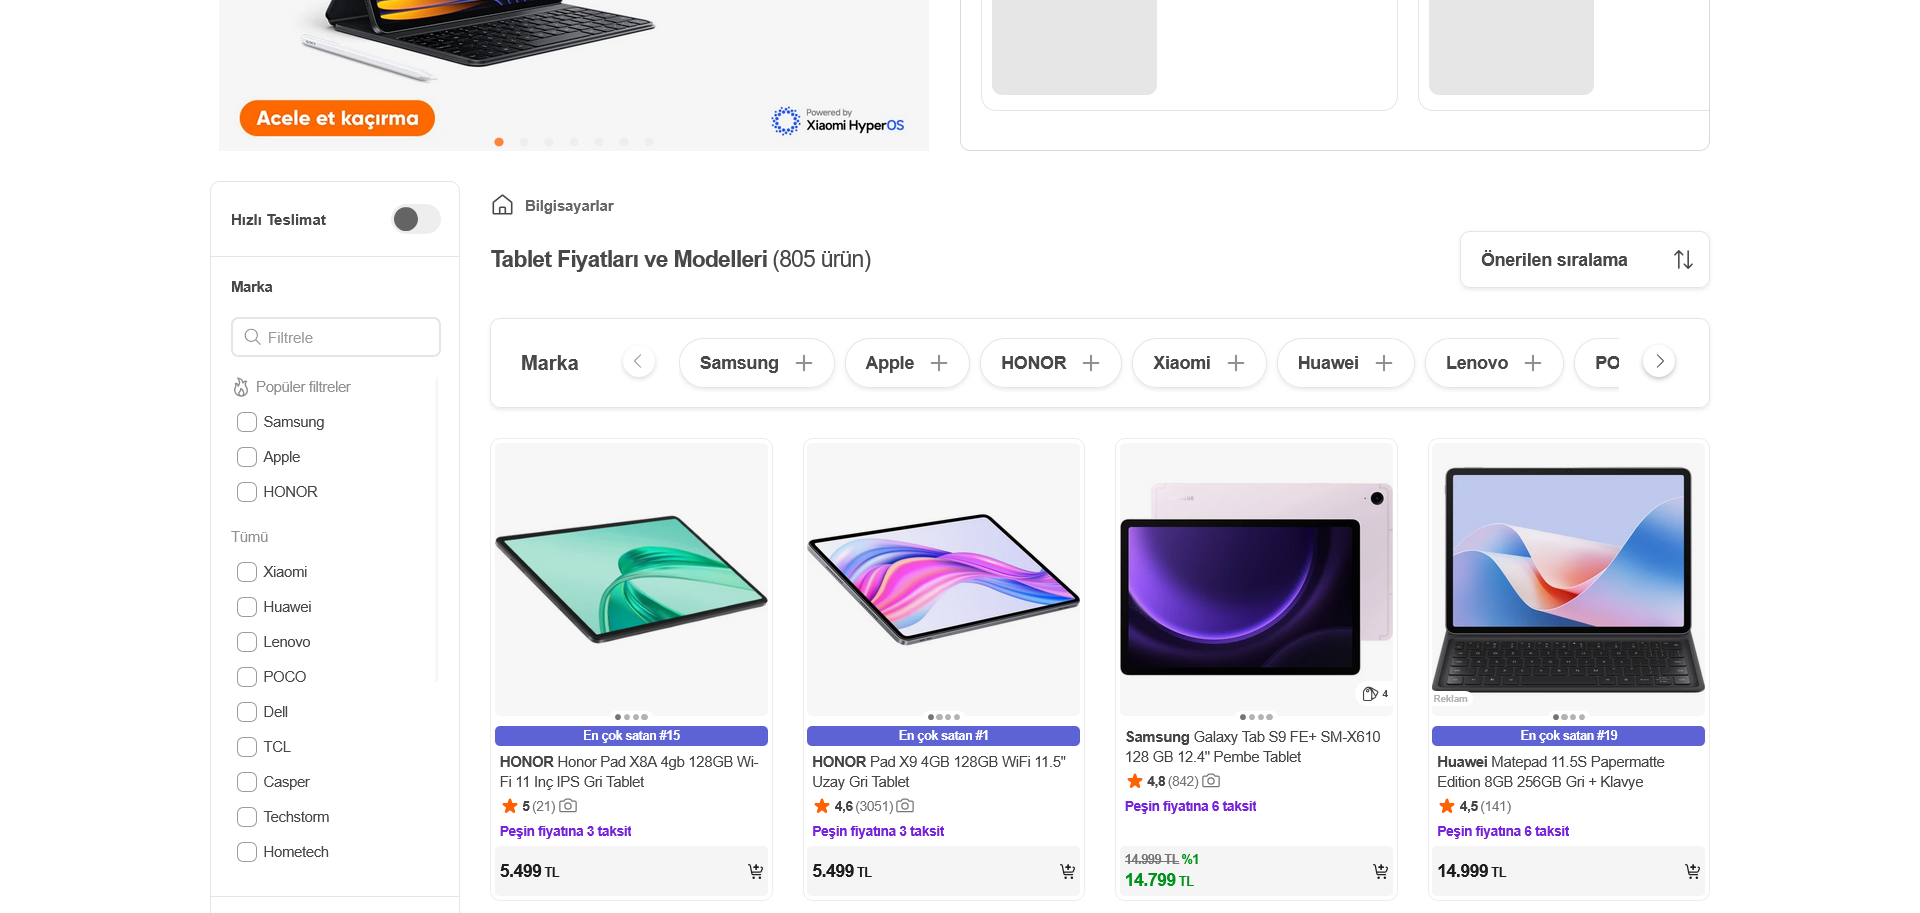 Acele et kaçırma
Powered by
Xiaomi HyperOS
Hızlı Teslimat
Marka
Filtrele
Popüler filtreler
Samsung
Apple
HONOR
Tümü
Xiaomi
Huawei
Lenovo
POCO
Dell
TCL
Casper
Techstorm
Hometech
Bilgisayarlar
Tablet Fiyatları ve Modelleri (805 ürün)
Önerilen sıralama
Marka
Samsung
Apple
HONOR
Xiaomi
Huawei
Lenovo
PO
En çok satan #15
HONOR Honor Pad X8A 4gb 128GB Wi-
Fi 11 Inç IPS Gri Tablet
5 (21)
Peşin fiyatına 3 taksit
5.499 TL
En çok satan #1
HONOR Pad X9 4GB 128GB WiFi 11.5"
Uzay Gri Tablet
4,6 (3051)
Peşin fiyatına 3 taksit
5.499 TL
4
Samsung Galaxy Tab S9 FE+ SM-X610
128 GB 12.4" Pembe Tablet
4,8 (842)
Peşin fiyatına 6 taksit
14.999 TL %1
14.799 TL
Reklam
En çok satan #19
Huawei Matepad 11.5S Papermatte
Edition 8GB 256GB Gri + Klavye
4,5 (141)
Peşin fiyatına 6 taksit
14.999 TL